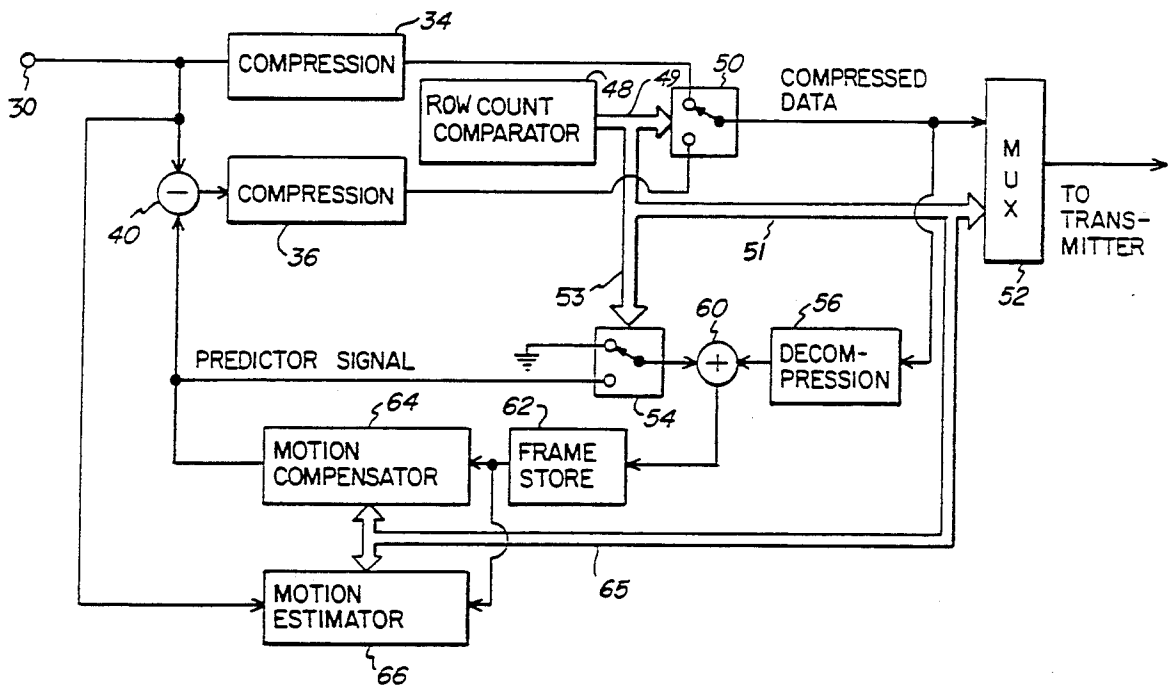 34
COMPRESSION
30
48
49
50
ROW COUNT
COMPARATOR
COMPRESSED
DATA
MUX
TO
TRANS-
MITTER
52
−
40
COMPRESSION
36
51
53
60
56
+
DECOM-
PRESSION
PREDICTOR SIGNAL
54
64
62
MOTION
COMPENSATOR
FRAME
STORE
65
MOTION
ESTIMATOR
66